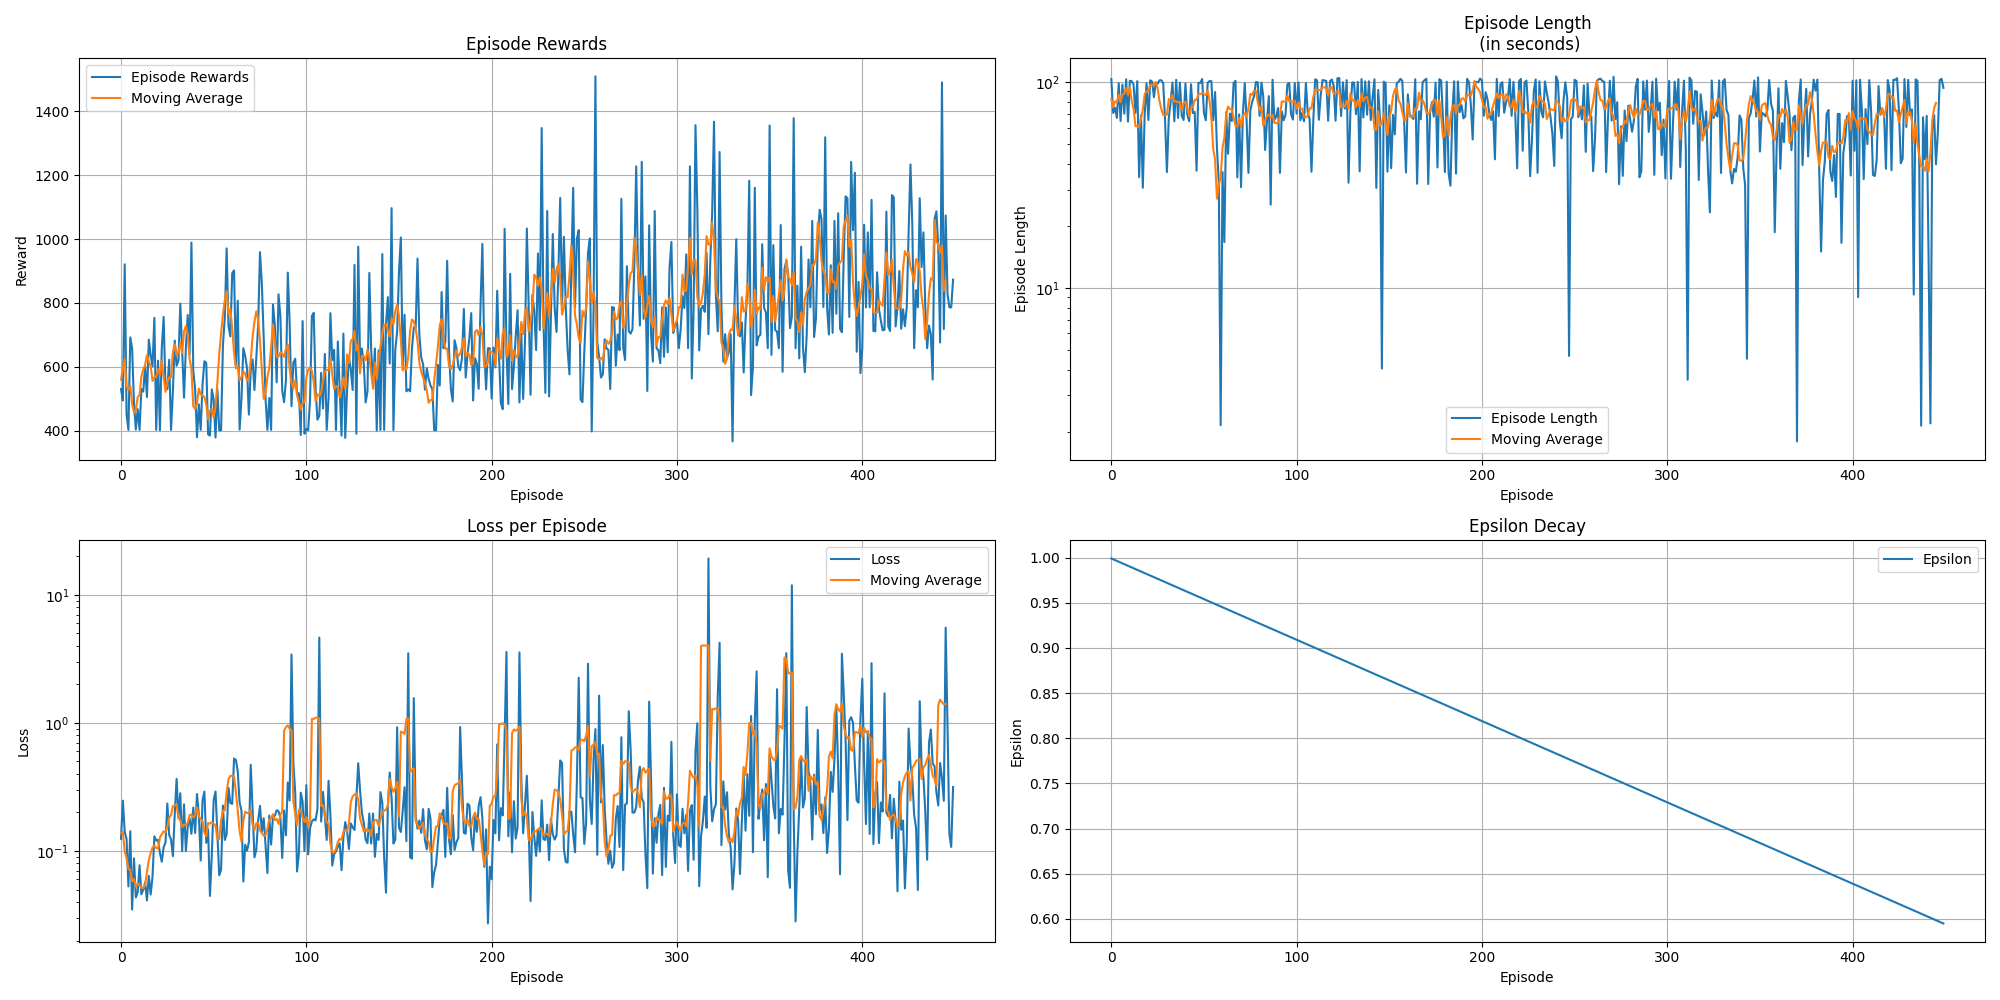 Episode Rewards
Reward
1400
1200
1000
800
600
400
Episode Rewards
Moving Average
0
100
200
300
400
Episode
Episode Length
(in seconds)
Episode Length
10²
10¹
Episode Length
Moving Average
0
100
200
300
400
Episode
Loss per Episode
Loss
10¹
10⁰
10⁻¹
Loss
Moving Average
0
100
200
300
400
Episode
Epsilon Decay
Epsilon
1.00
0.95
0.90
0.85
0.80
0.75
0.70
0.65
0.60
Epsilon
0
100
200
300
400
Episode